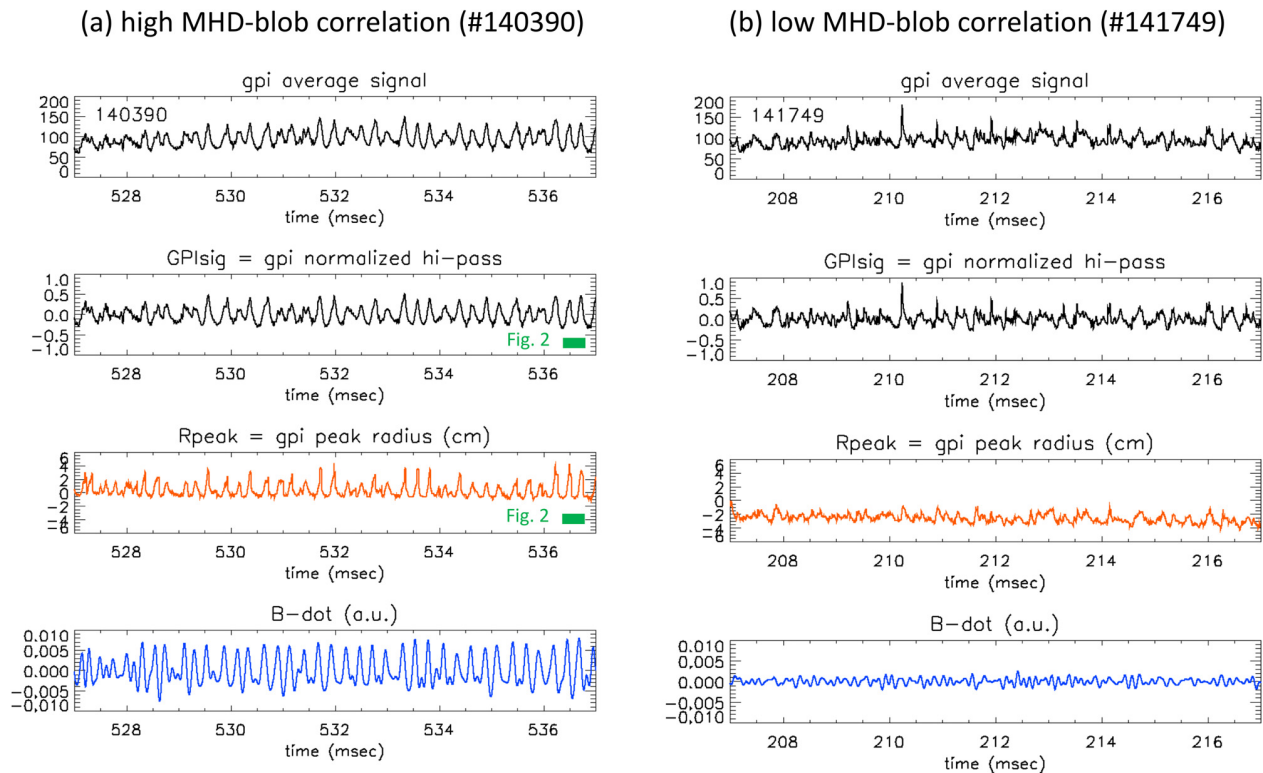 (a) high MHD-blob correlation (#140390)
gpi average signal
200
150
100
50
0
140390
528 530 532 534 536
time (msec)
GPIsig = gpi normalized hi-pass
1.0
0.5
0.0
-0.5
-1.0
Fig. 2
528 530 532 534 536
time (msec)
Rpeak = gpi peak radius (cm)
6
4
2
0
-2
-4
Fig. 2
528 530 532 534 536
time (msec)
B-dot (a.u.)
0.010
0.005
0.000
-0.005
-0.010
528 530 532 534 536
time (msec)
(b) low MHD-blob correlation (#141749)
gpi average signal
200
150
100
50
0
141749
208 210 212 214 216
time (msec)
GPIsig = gpi normalized hi-pass
1.0
0.5
0.0
-0.5
-1.0
208 210 212 214 216
time (msec)
Rpeak = gpi peak radius (cm)
6
4
2
0
-2
-4
208 210 212 214 216
time (msec)
B-dot (a.u.)
0.010
0.005
0.000
-0.005
-0.010
208 210 212 214 216
time (msec)